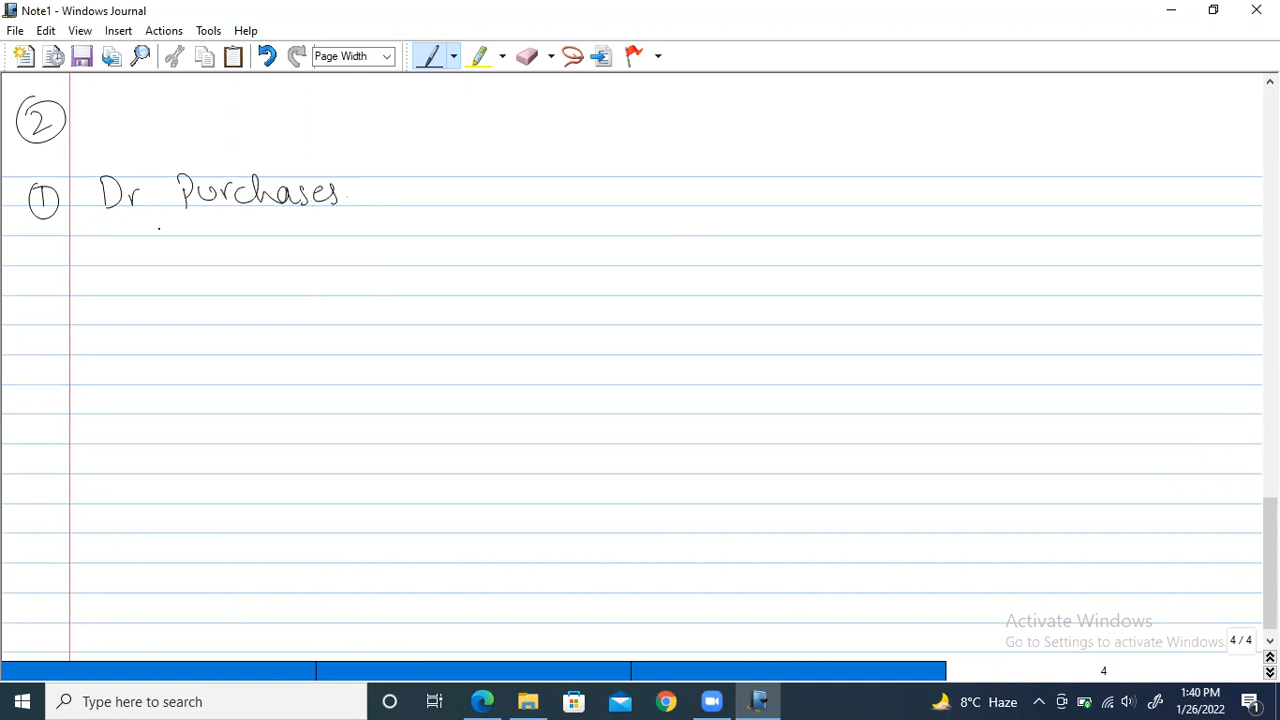 Note1 - Windows Journal
File Edit View Insert Actions Tools Help
Page Width
2
1 Dr Purchases
Activate Windows
Go to Settings to activate Windows.
4 / 4
4
Type here to search
8°C Haze
1:40 PM
1/26/2022
1